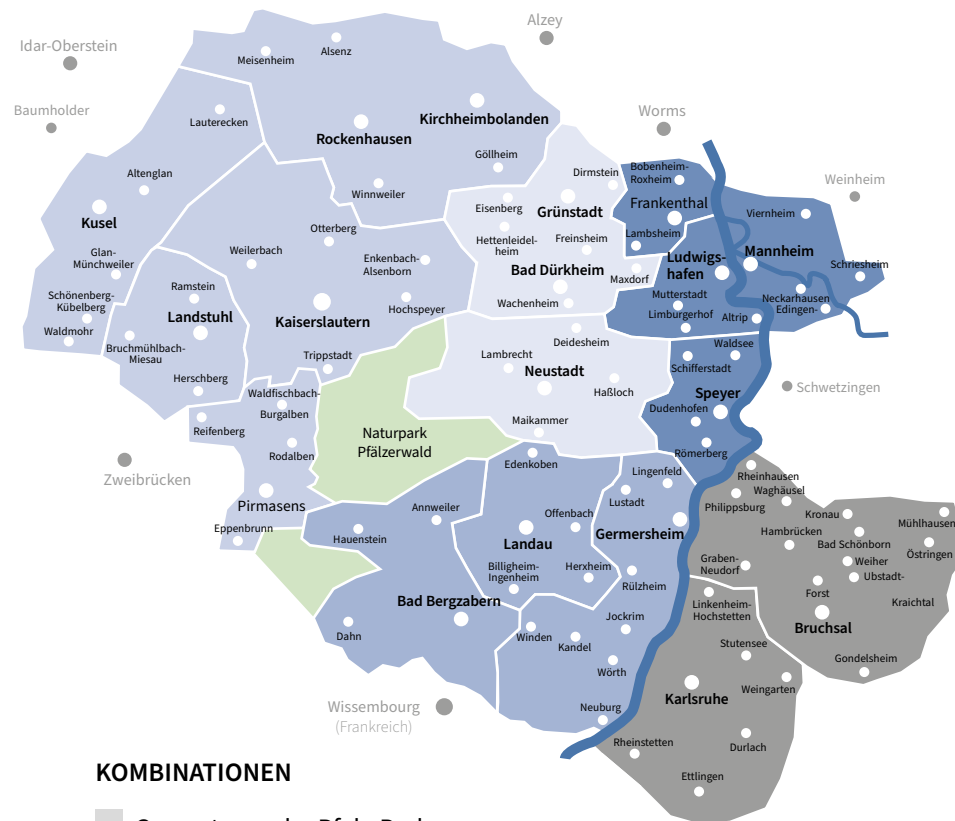 Alzey
Idar-Oberstein
Alsenz
Meisenheim
Baumholder
Lauterecken
Kirchheimbolanden
Rockenhausen
Worms
Göllheim
Altenglan
Winnweiler
Dirmstein
Bobenheim-
Roxheim
Weinheim
Kusel
Eisenberg
Grünstadt
Frankenthal
Viernheim
Otterberg
Hettenleidel-
heim
Freinsheim
Lambsheim
Glan-
Münchweiler
Weilerbach
Enkenbach-
Alsenborn
Bad Dürkheim
Maxdorf
Ludwigs-
hafen
Mannheim
Schriesheim
Ramstein
Schönenberg-
Kübelberg
Landstuhl
Kaiserslautern
Hochspeyer
Wachenheim
Mutterstadt
Limburgerhof
Altrip
Neckarhausen
Edingen-
Waldmohr
Bruchmühlbach-
Miesau
Trippstadt
Deidesheim
Lambrecht
Neustadt
Waldsee
Schifferstadt
Herschberg
Waldfischbach-
Burgalben
Haßloch
Speyer
Schwetzingen
Dudenhofen
Reifenberg
Maikammer
Naturpark
Pfälzerwald
Rodalben
Edenkoben
Römerberg
Zweibrücken
Lingenfeld
Rheinhausen
Waghäusel
Pirmasens
Annweiler
Lustadt
Philippsburg
Offenbach
Kronau
Mühlhausen
Eppenbrunn
Hauenstein
Landau
Germersheim
Hambrücken
Bad Schönborn
Östringen
Billigheim-
Ingenheim
Herxheim
Rülzheim
Graben-
Neudorf
Weiher
Ubstadt-
Forst
Kraichtal
Bad Bergzabern
Linkenheim-
Hochstetten
Jockrim
Bruchsal
Dahn
Winden
Kandel
Stutensee
Gondelsheim
Wörth
Weingarten
Karlsruhe
Wissembourg
(Frankreich)
Neuburg
Rheinstetten
Durlach
Ettlingen
KOMBINATIONEN